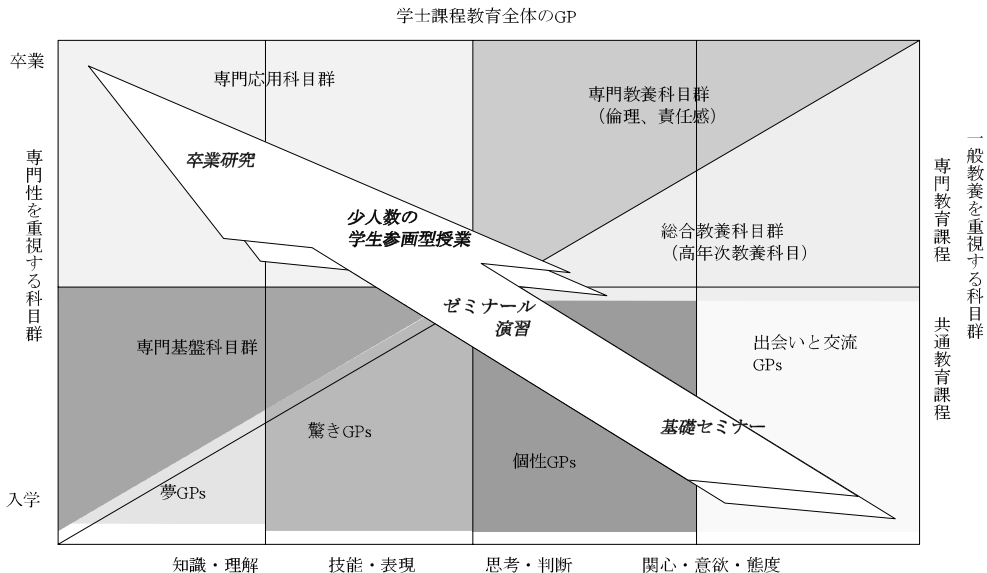 学士課程教育全体のGP
卒業
専門応用科目群
専門教養科目群
（倫理、責任感）
卒業研究
専門性を重視する科目群
専門教育課程
一般教養を重視する科目群
少人数の
学生参画型授業
総合教養科目群
（高年次教養科目）
ゼミナール
演習
専門基盤科目群
出会いと交流
GPs
共通教育課程
驚きGPs
基礎セミナー
個性GPs
夢GPs
入学
知識・理解
技能・表現
思考・判断
関心・意欲・態度